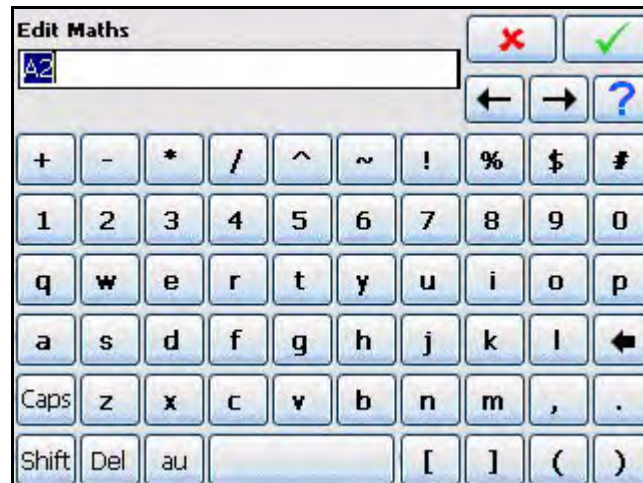 Edit Maths
A2
?
+ - * / ^ ~ ! % $ #
1 2 3 4 5 6 7 8 9 0
q w e r t y u i o p
a s d f g h j k l
Caps z x c v b n m , .
Shift Del au [ ] ( )